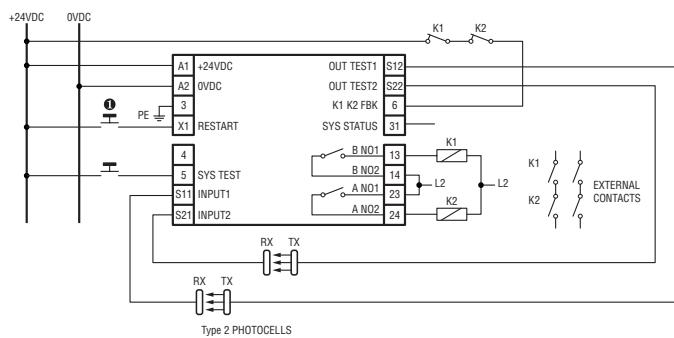 +24VDC 0VDC
K1 K2
A1 +24VDC OUT TEST1 S12
A2 0VDC OUT TEST2 S22
❶ PE 3 K1 K2 FBK 6
X1 RESTART SYS STATUS 31
4 B NO1 13 K1
5 SYS TEST B NO2 14 L2 L2 K1 EXTERNAL
S11 INPUT1 A NO1 23 K2 CONTACTS
S21 INPUT2 A NO2 24 K2
RX TX
RX TX
Type 2 PHOTOCELLS